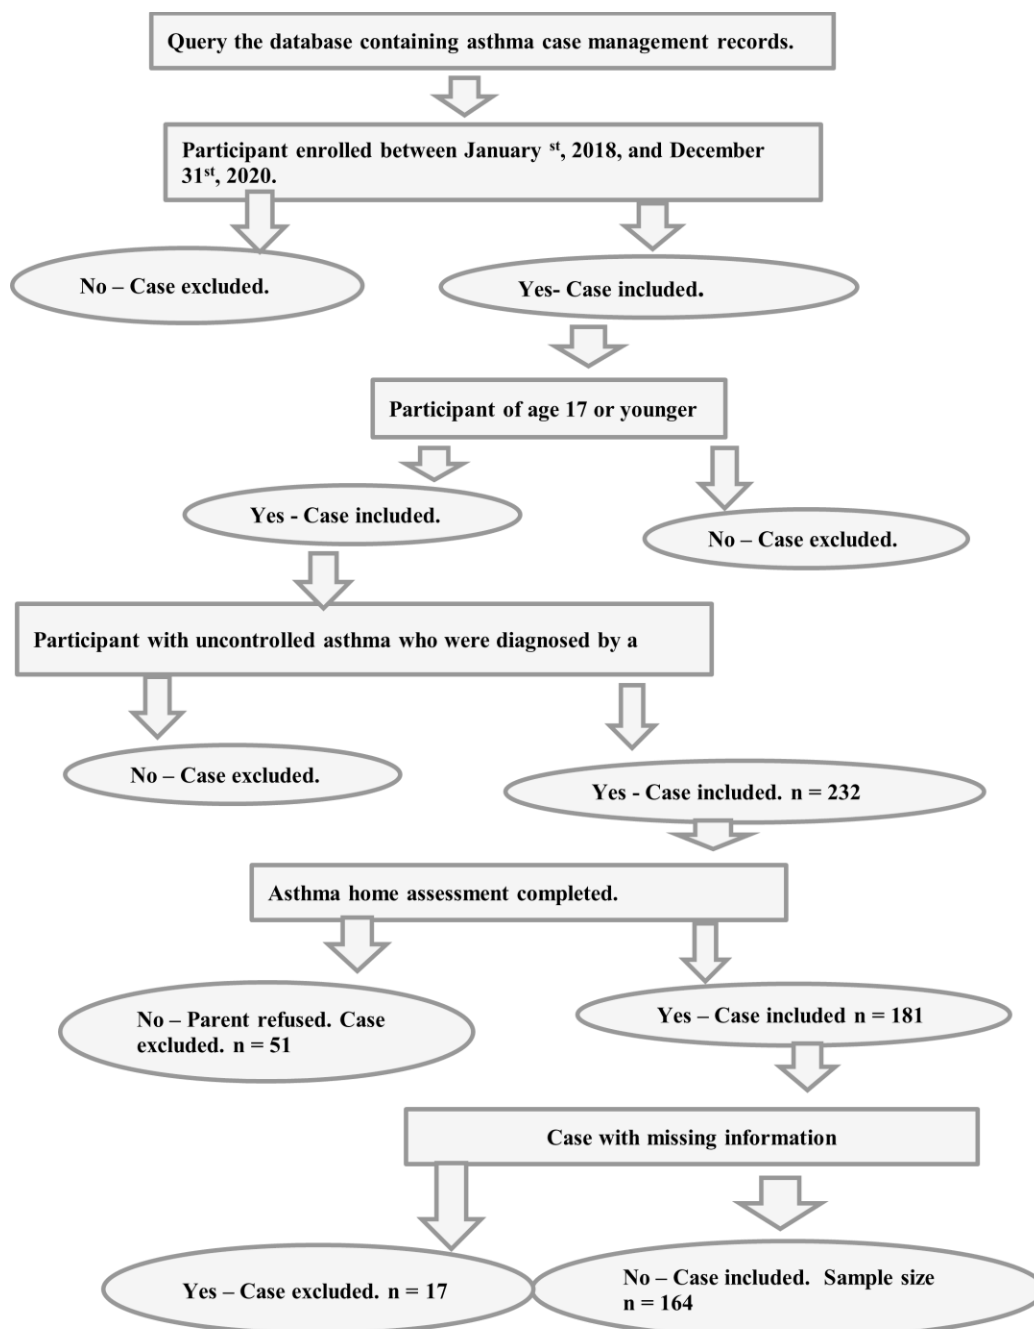 Query the database containing asthma case management records.
Participant enrolled between January st, 2018, and December
31st, 2020.
No – Case excluded.
Yes- Case included.
Participant of age 17 or younger
Yes - Case included.
No – Case excluded.
Participant with uncontrolled asthma who were diagnosed by a
No – Case excluded.
Yes - Case included. n = 232
Asthma home assessment completed.
No – Parent refused. Case
excluded. n = 51
Yes – Case included n = 181
Case with missing information
Yes – Case excluded. n = 17
No – Case included.  Sample size
n = 164